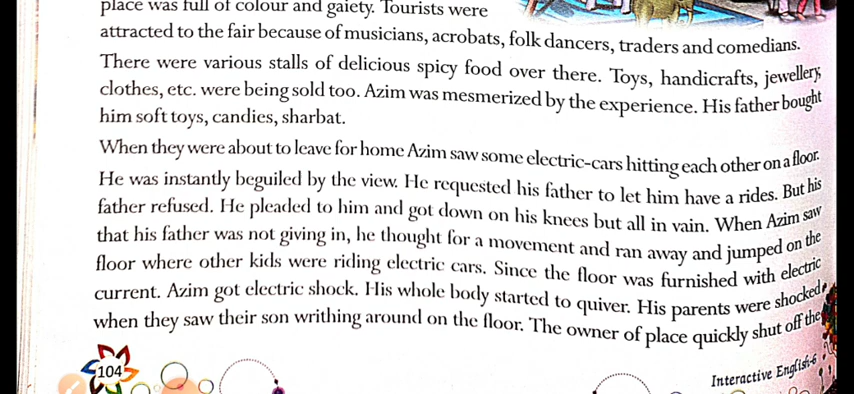 place was full of colour and gaiety. Tourists were
attracted to the fair because of musicians, acrobats, folk dancers, traders and comedians.
There were various stalls of delicious spicy food over there. Toys, handicrafts, jewellery,
clothes, etc. were being sold too. Azim was mesmerized by the experience. His father bought
him soft toys, candies, sharbat.
When they were about to leave for home Azim saw some electric-cars hitting each other on a floor.
He was instantly beguiled by the view. He requested his father to let him have a rides. But his
father refused. He pleaded to him and got down on his knees but all in vain. When Azim saw
that his father was not giving in, he thought for a movement and ran away and jumped on the
floor where other kids were riding electric cars. Since the floor was furnished with electric
current. Azim got electric shock. His whole body started to quiver. His parents were shocked
when they saw their son writhing around on the floor. The owner of place quickly shut off the
104
Interactive English-6